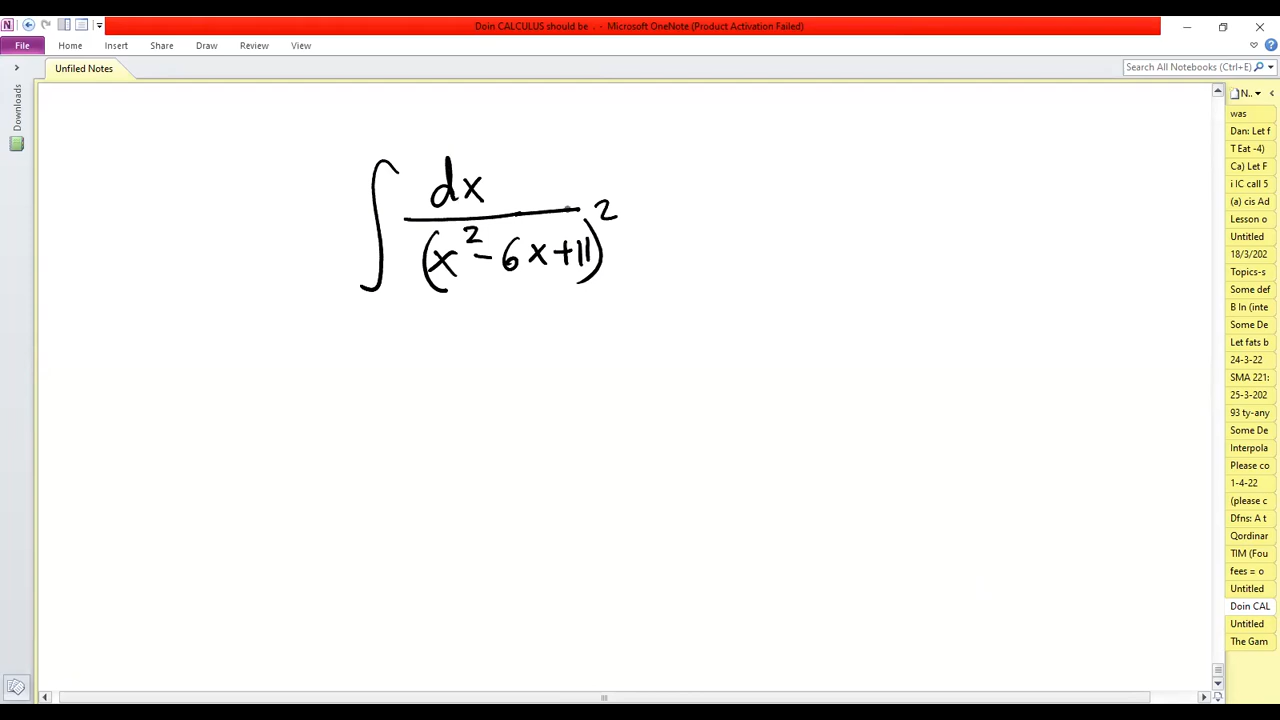 Doin CALCULUS should be . - Microsoft OneNote (Product Activation Failed)
File Home Insert Share Draw Review View
Unfiled Notes
Search All Notebooks (Ctrl+E)
Downloads
N..
∫ dx
(x² - 6x + 11)²
was
Dan: Let f
T Eat -4)
Ca) Let F
i IC call 5
(a) cis Ad
Lesson o
Untitled
18/3/202
Topics-s
Some def
B In (inte
Some De
Let fats b
24-3-22
SMA 221:
25-3-202
93 ty-any
Some De
Interpola
Please co
1-4-22
(please c
Dfns: A t
Qordinar
TIM (Fou
fees = o
Untitled
Doin CAL
Untitled
The Gam